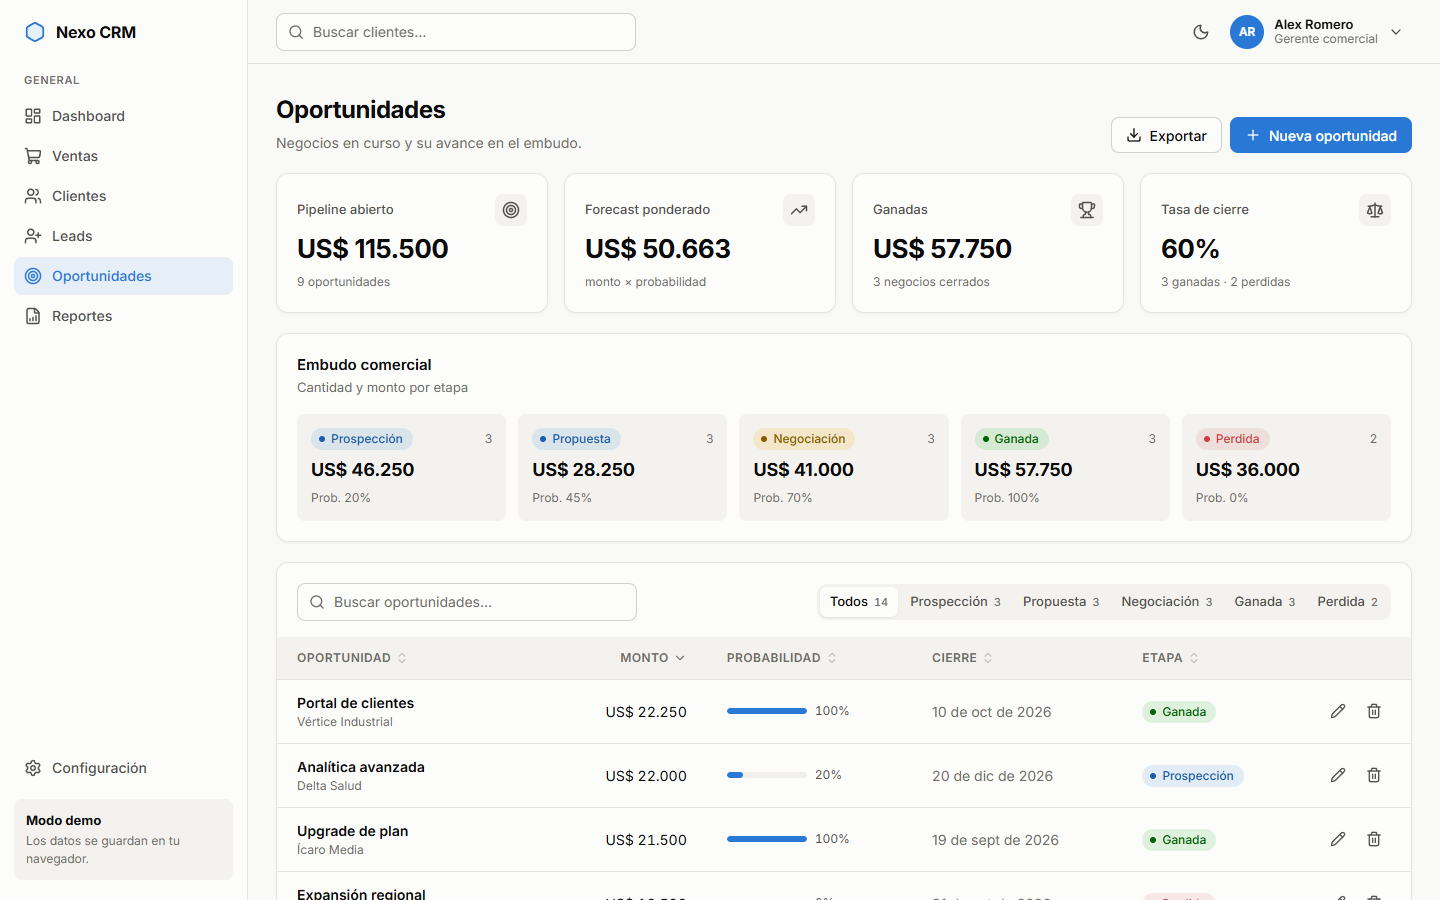 Nexo CRM
GENERAL
Dashboard
Ventas
Clientes
Leads
Oportunidades
Reportes
Configuración
Modo demo
Los datos se guardan en tu
navegador.
Buscar clientes...
AR
Alex Romero
Gerente comercial
Oportunidades
Negocios en curso y su avance en el embudo.
Exportar
Nueva oportunidad
Pipeline abierto
US$ 115.500
9 oportunidades
Forecast ponderado
US$ 50.663
monto × probabilidad
Ganadas
US$ 57.750
3 negocios cerrados
Tasa de cierre
60%
3 ganadas · 2 perdidas
Embudo comercial
Cantidad y monto por etapa
Prospección 3
US$ 46.250
Prob. 20%
Propuesta 3
US$ 28.250
Prob. 45%
Negociación 3
US$ 41.000
Prob. 70%
Ganada 3
US$ 57.750
Prob. 100%
Perdida 2
US$ 36.000
Prob. 0%
Buscar oportunidades...
Todos 14 Prospección 3 Propuesta 3 Negociación 3 Ganada 3 Perdida 2
OPORTUNIDAD MONTO PROBABILIDAD CIERRE ETAPA
Portal de clientes
Vértice Industrial
US$ 22.250 100% 10 de oct de 2026 Ganada
Analítica avanzada
Delta Salud
US$ 22.000 20% 20 de dic de 2026 Prospección
Upgrade de plan
Ícaro Media
US$ 21.500 100% 19 de sept de 2026 Ganada
Expansión regional